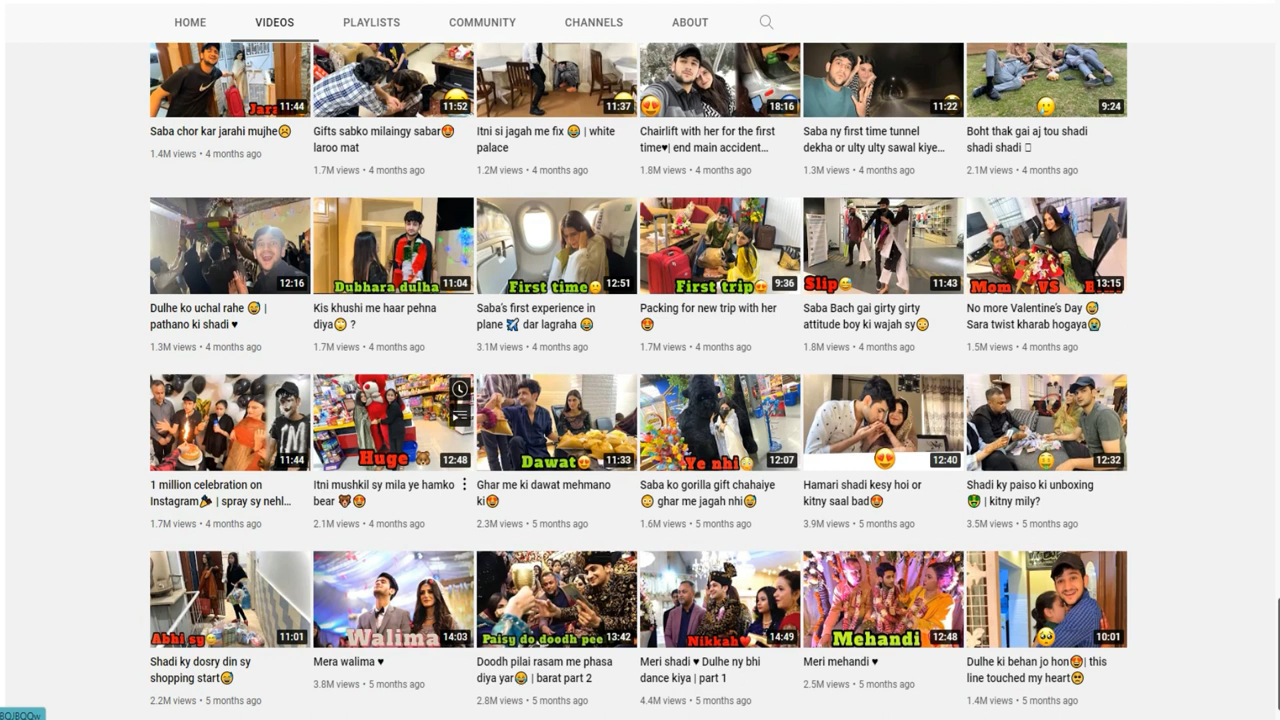 HOME VIDEOS PLAYLISTS COMMUNITY CHANNELS ABOUT
Jara
11:44
11:52
11:37
18:16
11:22
9:24
Saba chor kar jarahi mujhe☹️
1.4M views • 4 months ago
Gifts sabko milaingy sabar🤩
laroo mat
1.7M views • 4 months ago
Itni si jagah me fix 😂 | white
palace
1.2M views • 4 months ago
Chairlift with her for the first
time♥| end main accident...
1.8M views • 4 months ago
Saba ny first time tunnel
dekha or ulty ulty sawal kiye...
1.3M views • 4 months ago
Boht thak gai aj tou shadi
shadi shadi
2.1M views • 4 months ago
12:16
Dubhara dulha
11:04
First time
12:51
First trip
9:36
Slip
11:43
Mom VS
13:15
Dulhe ko uchal rahe 😅 |
pathano ki shadi ♥
1.3M views • 4 months ago
Kis khushi me haar pehna
diya🙄 ?
1.7M views • 4 months ago
Saba's first experience in
plane ✈️ dar lagraha 😂
3.1M views • 4 months ago
Packing for new trip with her
🤩
1.7M views • 4 months ago
Saba Bach gai girty girty
attitude boy ki wajah sy😳
1.8M views • 4 months ago
No more Valentine's Day 😅
Sara twist kharab hogaya😭
1.5M views • 4 months ago
11:44
Huge
12:48
Dawat
11:33
Ye nhi
12:07
12:40
12:32
1 million celebration on
Instagram🎉 | spray sy nehl...
1.7M views • 4 months ago
Itni mushkil sy mila ye hamko
bear 🐻🤩
2.1M views • 4 months ago
Ghar me ki dawat mehmano
ki🤩
2.3M views • 5 months ago
Saba ko gorilla gift chahaiye
😳 ghar me jagah nhi😅
1.6M views • 5 months ago
Hamari shadi kesy hoi or
kitny saal bad🤩
3.9M views • 5 months ago
Shadi ky paiso ki unboxing
🤑 | kitny mily?
3.5M views • 5 months ago
Abhi sy
11:01
Walima
14:03
Paisy do doodh pee
13:42
Nikkah
14:49
Mehandi
12:48
10:01
Shadi ky dosry din sy
shopping start😅
2.2M views • 5 months ago
Mera walima ♥
3.8M views • 5 months ago
Doodh pilai rasam me phasa
diya yar😂 | barat part 2
2.8M views • 5 months ago
Meri shadi ♥ Dulhe ny bhi
dance kiya | part 1
4.4M views • 5 months ago
Meri mehandi ♥
2.5M views • 5 months ago
Dulhe ki behan jo hon🤩| this
line touched my heart🥺
1.4M views • 5 months ago